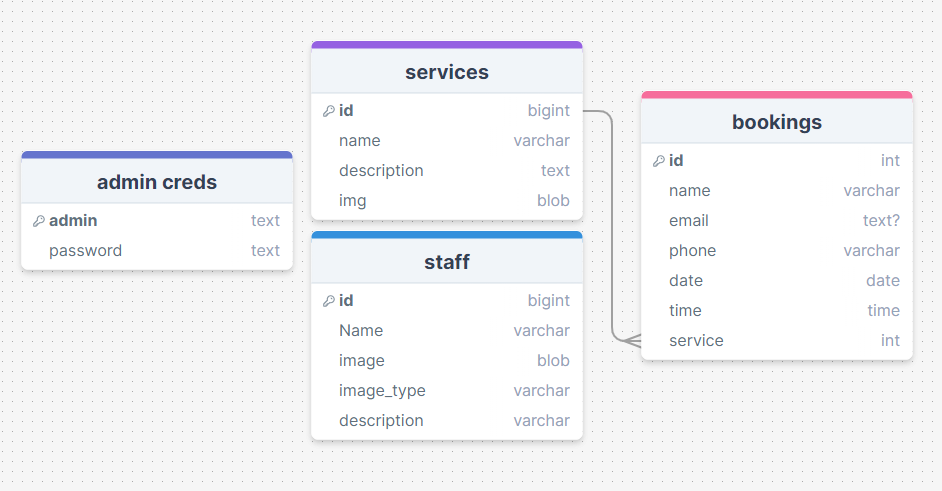 admin creds
admin text
password text
services
id bigint
name varchar
description text
img blob
staff
id bigint
Name varchar
image blob
image_type varchar
description varchar
bookings
id int
name varchar
email text?
phone varchar
date date
time time
service int